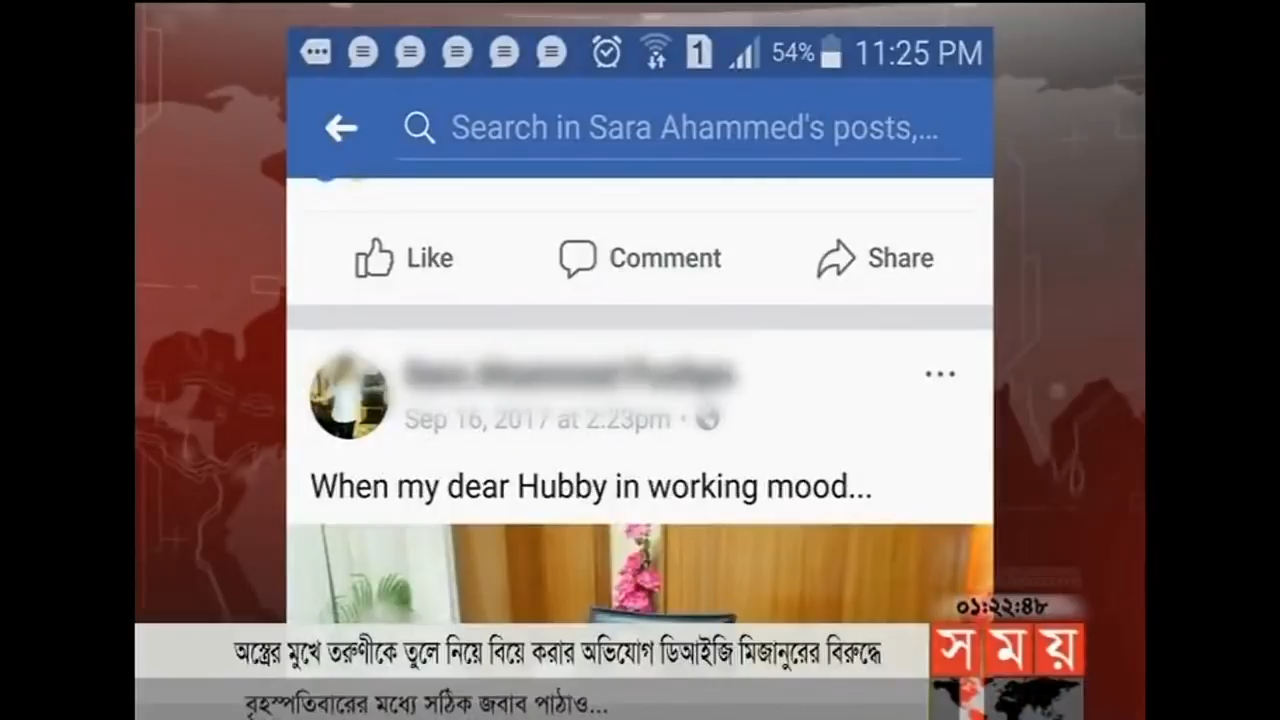 1 54% 11:25 PM
Search in Sara Ahammed's posts,...
Like Comment Share
Sep 16, 2017 at 2:23pm
When my dear Hubby in working mood...
০১:২২:৪৮
সময়
অস্ত্রের মুখে তরুণীকে তুলে নিয়ে বিয়ে করার অভিযোগ ডিআইজি মিজানুরের বিরুদ্ধে
বৃহস্পতিবারের মধ্যে সঠিক জবাব পাঠাও...